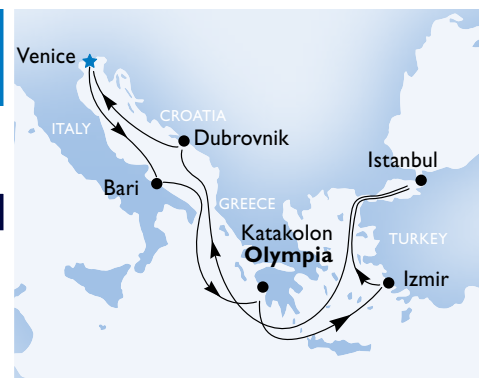 Venice
CROATIA
ITALY
Dubrovnik
Istanbul
Bari
GREECE
Katakolon
Olympia
TURKEY
Izmir